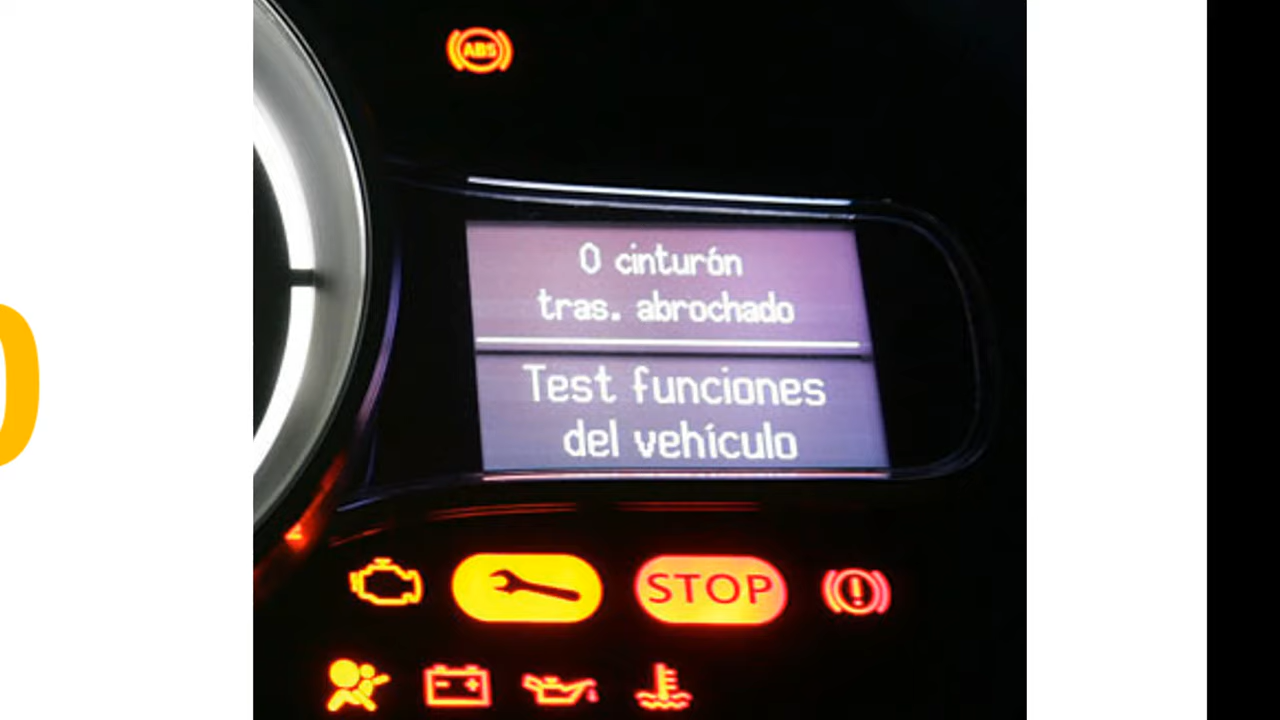 ABS
0 cinturón
tras. abrochado
Test funciones
del vehículo
STOP